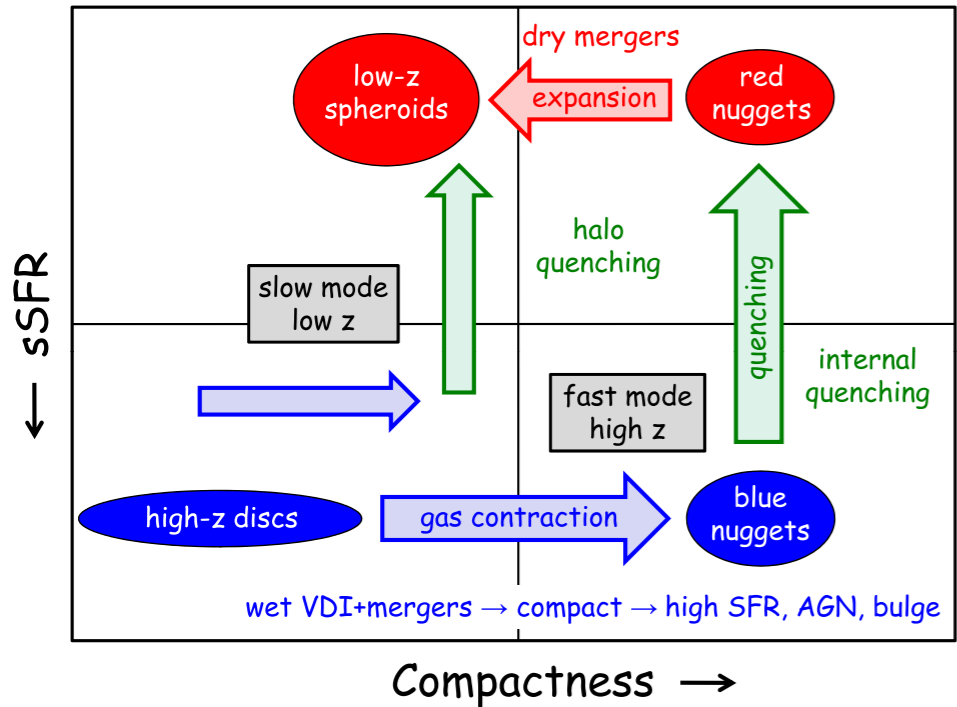 dry mergers
low-z
spheroids
expansion
red
nuggets
halo
quenching
slow mode
low z
quenching
internal
quenching
fast mode
high z
high-z discs
gas contraction
blue
nuggets
wet VDI+mergers → compact → high SFR, AGN, bulge
← sSFR
Compactness →